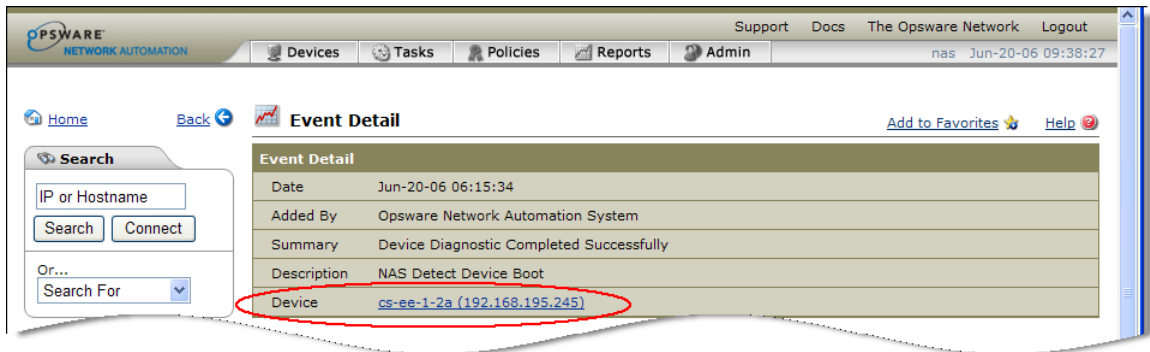 Support Docs The Opsware Network Logout
OPSWARE
NETWORK AUTOMATION
Devices Tasks Policies Reports Admin
nas Jun-20-06 09:38:27
Home Back
Event Detail
Add to Favorites Help
Search
IP or Hostname
Search Connect
Or...
Search For
Event Detail
Date Jun-20-06 06:15:34
Added By Opsware Network Automation System
Summary Device Diagnostic Completed Successfully
Description NAS Detect Device Boot
Device cs-ee-1-2a (192.168.195.245)